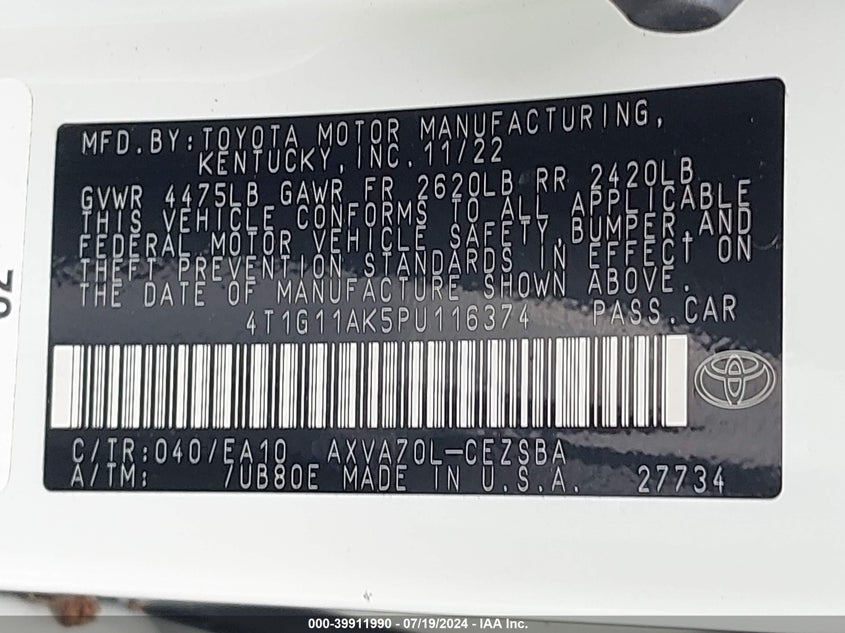 MFD.BY:TOYOTA MOTOR MANUFACTURING,
KENTUCKY,INC.11/22
GVWR 4475LB GAWR FR 2620LB RR 2420LB
THIS VEHICLE CONFORMS TO ALL APPLICABLE
FEDERAL MOTOR VEHICLE SAFETY,BUMPER,AND
THEFT PREVENTION STANDARDS IN EFFECT ON
THE DATE OF MANUFACTURE SHOWN ABOVE.
4T1G11AK5PU116374 PASS.CAR
C/TR:040/EA10 AXVA70L-CEZSBA
A/TM: 7UB80E MADE IN U.S.A. 27734
000-39911990 - 07/19/2024 - IAA Inc.